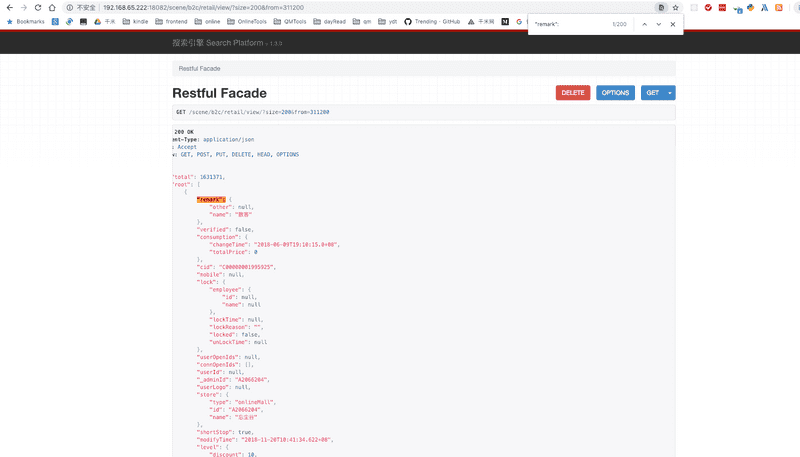 不安全 | 192.168.65.222:18082/scene/b2c/retail/view/?size=200&from=311200
"remark": 1/200
Bookmarks 千米 kindle frontend online OnlineTools QMTools dayRead qm ydt Trending · GitHub 千米网
搜索引擎 Search Platform v 1.3.3
Restful Facade
Restful Facade
DELETE OPTIONS GET
GET /scene/b2c/retail/view/?size=200&from=311200
200 OK
ent-Type: application/json
: Accept
w: GET, POST, PUT, DELETE, HEAD, OPTIONS
"total": 1631371,
"root": [
{
"remark": {
"other": null,
"name": "旅客"
},
"verified": false,
"consumption": {
"changeTime": "2018-06-09T19:10:15.0+08",
"totalPrice": 0
},
"cid": "C00000001995925",
"mobile": null,
"lock": {
"employee": {
"id": null,
"name": null
},
"lockTime": null,
"lockReason": "",
"locked": false,
"unLockTime": null
},
"userOpenIds": null,
"connOpenIds": [],
"userId": null,
"_adminId": "A2066204",
"userLogo": null,
"store": {
"type": "onlineMall",
"id": "A2066204",
"name":
},
"shortStop": true,
"modifyTime": "2018-11-20T10:41:34.622+08",
"level": {
"discount": 10,